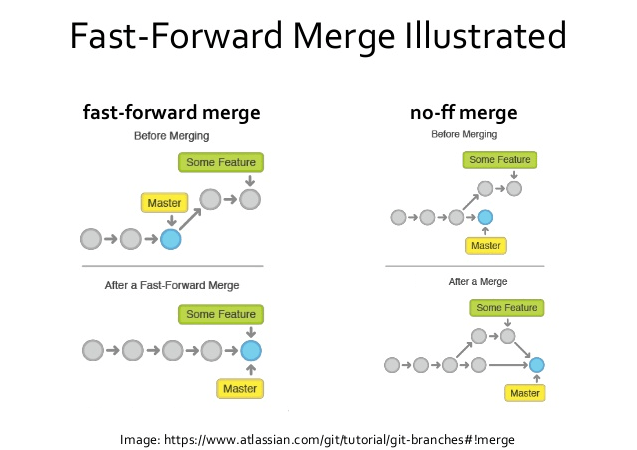 Fast-Forward Merge Illustrated
fast-forward merge
Before Merging
Some Feature
Master
After a Fast-Forward Merge
Some Feature
Master
no-ff merge
Before Merging
Some Feature
Master
After a Merge
Some Feature
Master
Image: https://www.atlassian.com/git/tutorial/git-branches#!merge